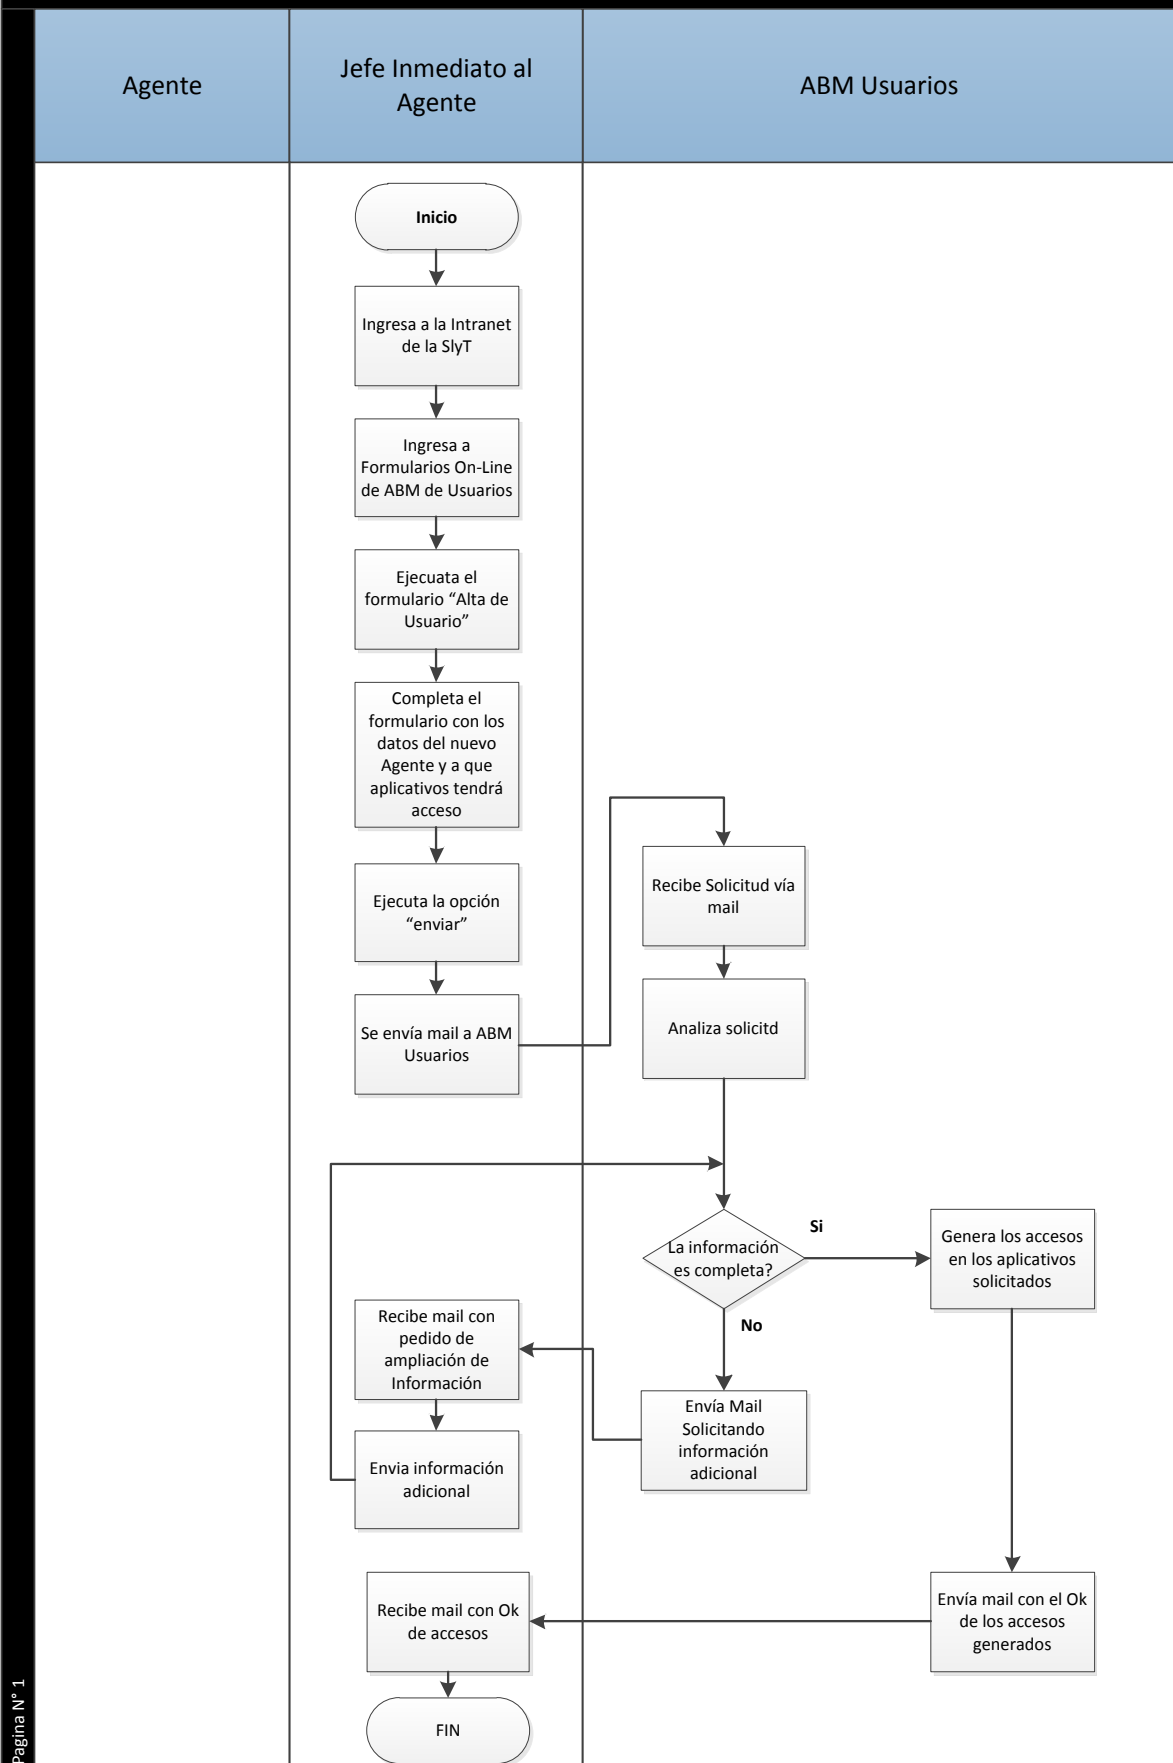 Agente
Jefe Inmediato al
Agente
ABM Usuarios
Inicio
Ingresa a la Intranet
de la SlyT
Ingresa a
Formularios On-Line
de ABM de Usuarios
Ejecuata el
formulario “Alta de
Usuario”
Completa el
formulario con los
datos del nuevo
Agente y a que
aplicativos tendrá
acceso
Ejecuta la opción
“enviar”
Se envía mail a ABM
Usuarios
Recibe Solicitud vía
mail
Analiza solicitd
La información
es completa?
Si
No
Genera los accesos
en los aplicativos
solicitados
Envía Mail
Solicitando
información
adicional
Recibe mail con
pedido de
ampliación de
Información
Envia información
adicional
Envía mail con el Ok
de los accesos
generados
Recibe mail con Ok
de accesos
FIN
Pagina N° 1